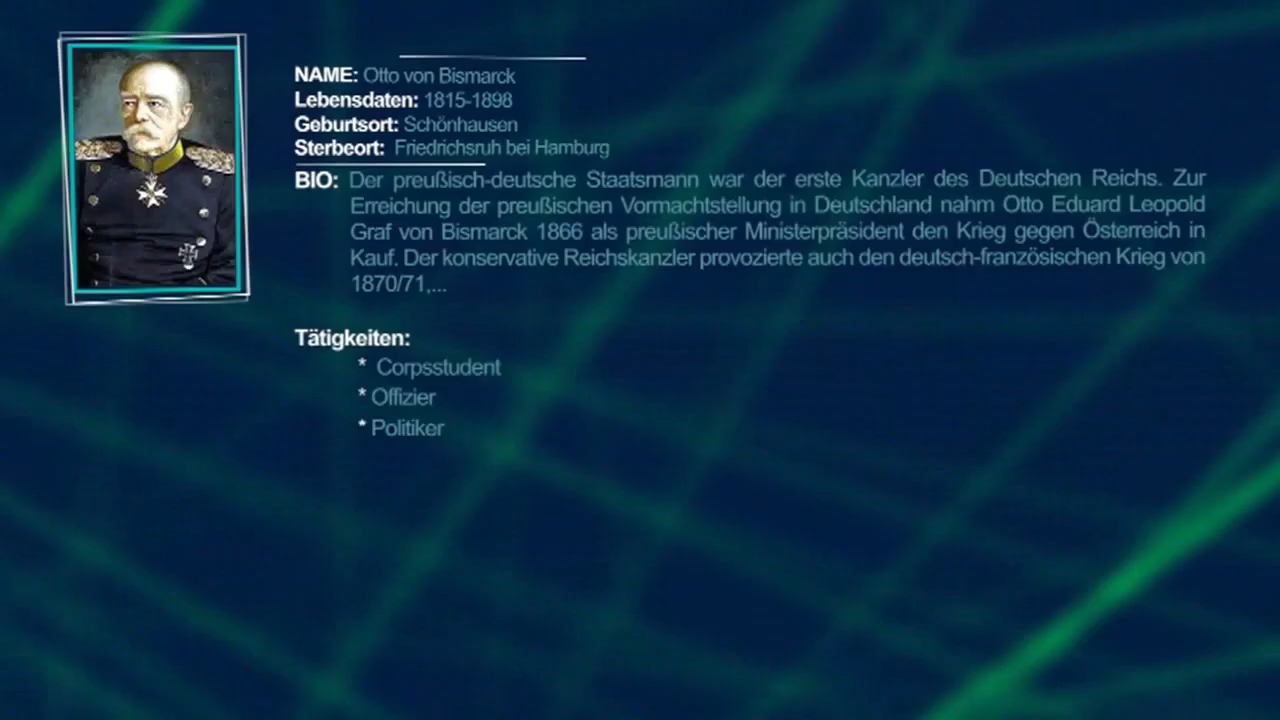 NAME: Otto von Bismarck
Lebensdaten: 1815-1898
Geburtsort: Schönhausen
Sterbeort: Friedrichsruh bei Hamburg
BIO: Der preußisch-deutsche Staatsmann war der erste Kanzler des Deutschen Reichs. Zur
Erreichung der preußischen Vormachtstellung in Deutschland nahm Otto Eduard Leopold
Graf von Bismarck 1866 als preußischer Ministerpräsident den Krieg gegen Österreich in
Kauf. Der konservative Reichskanzler provozierte auch den deutsch-französischen Krieg von
1870/71,...
Tätigkeiten:
* Corpsstudent
* Offizier
* Politiker